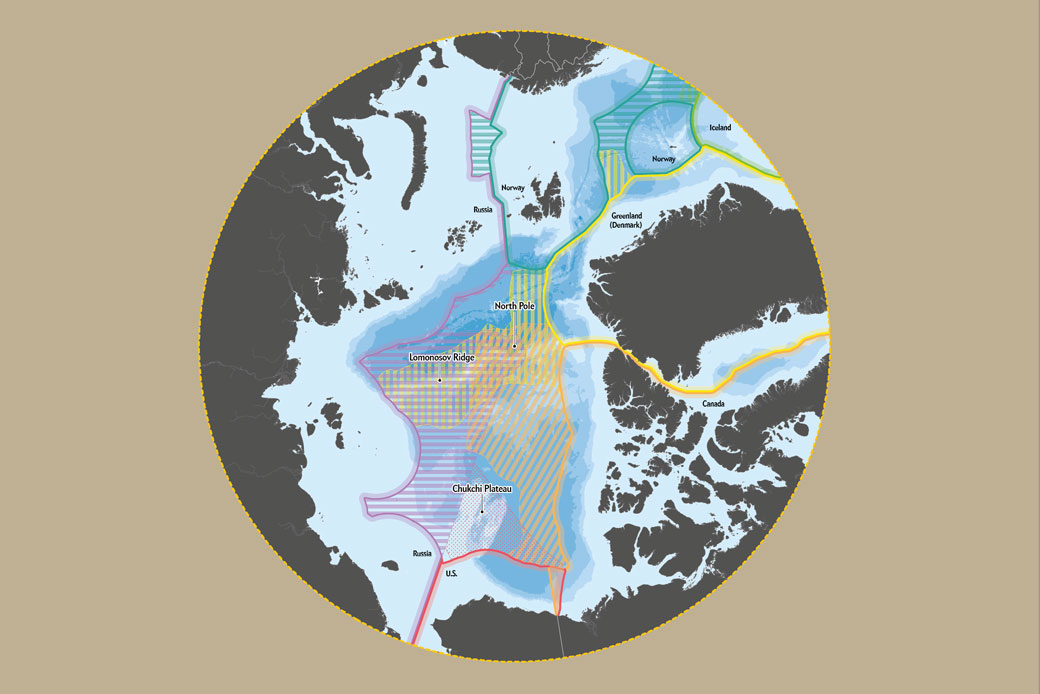 Iceland
Norway
Norway
Russia
Greenland
(Denmark)
North Pole
Lomonosov Ridge
Canada
Chukchi Plateau
Russia
U.S.